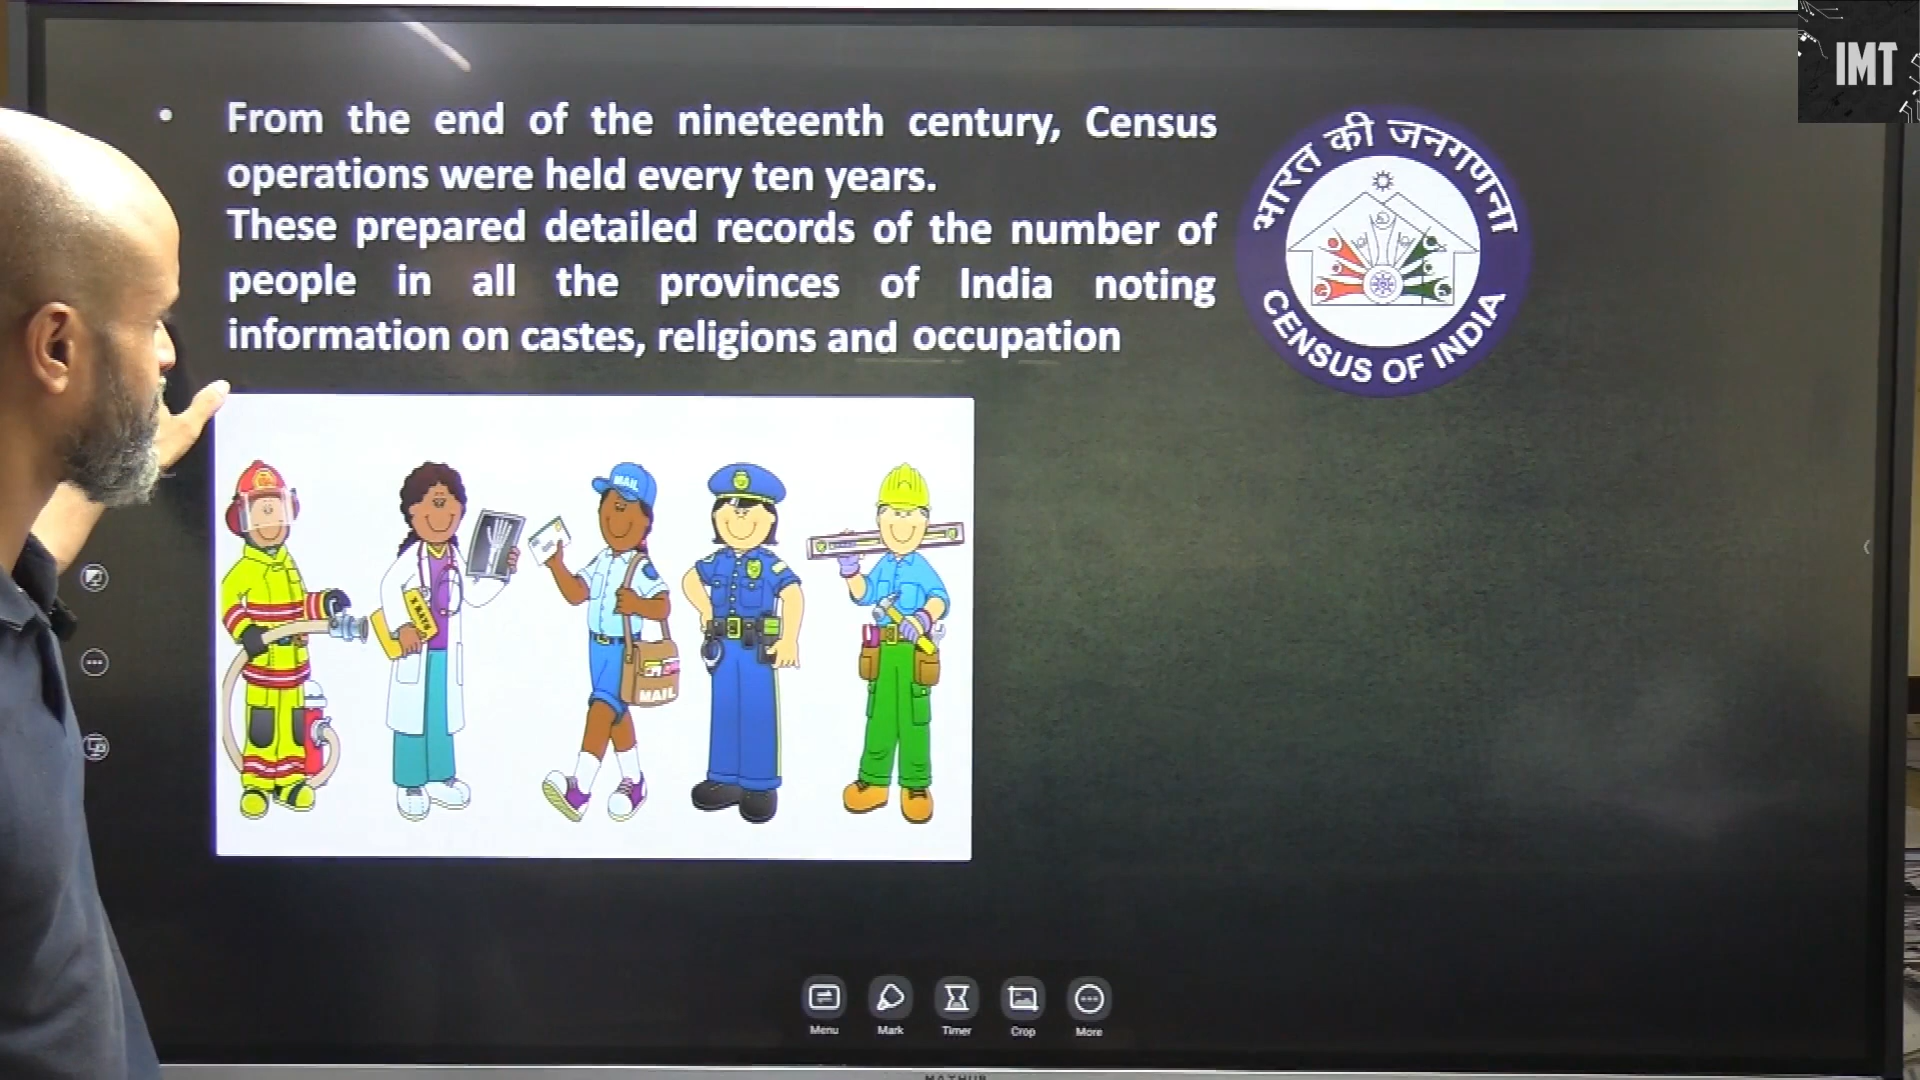 IMT
• From the end of the nineteenth century, Census
operations were held every ten years.
These prepared detailed records of the number of
people in all the provinces of India noting
information on castes, religions and occupation
भारत की जनगणना
CENSUS OF INDIA
MAIL
X RAYS
MAIL
Menu
Mark
Timer
Crop
More